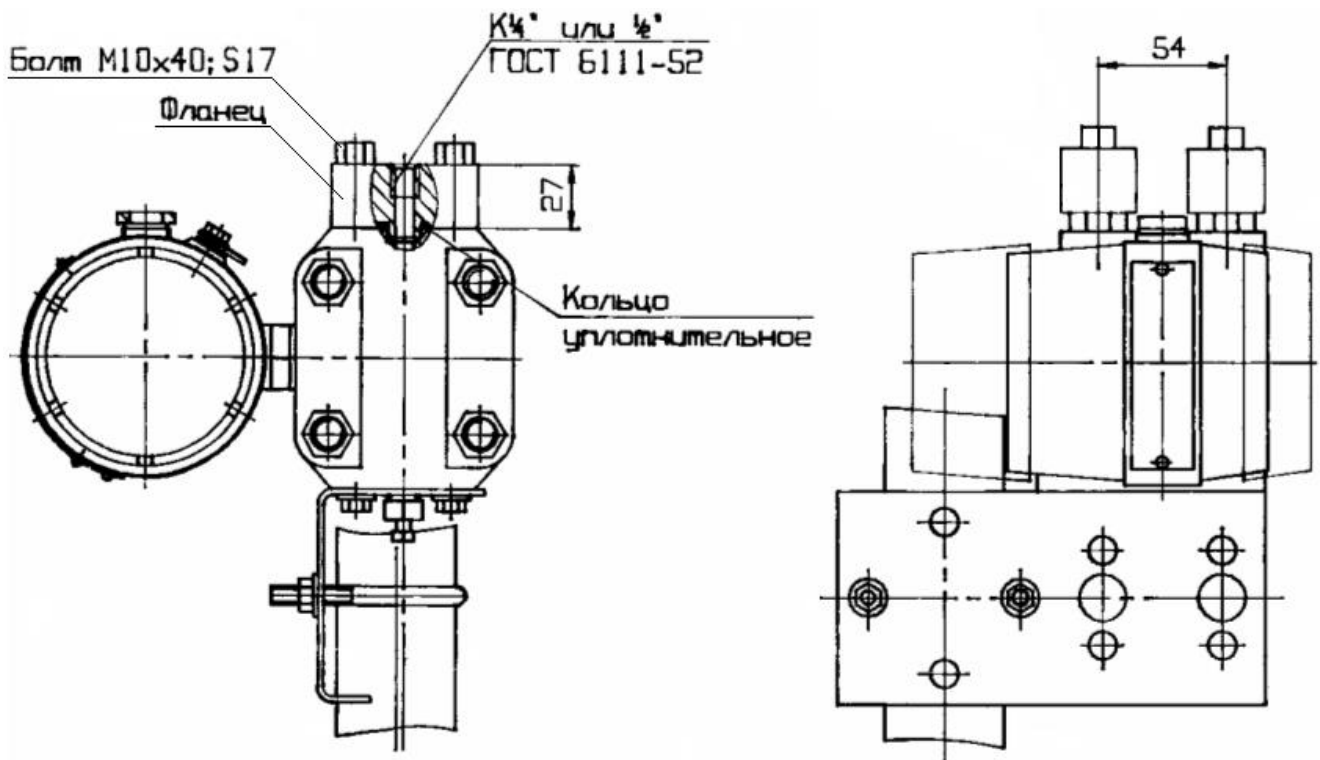 К¼" или ½"
ГОСТ 6111-52
Болт М10х40; S17
Фланец
27
Кольцо
уплотнительное
54